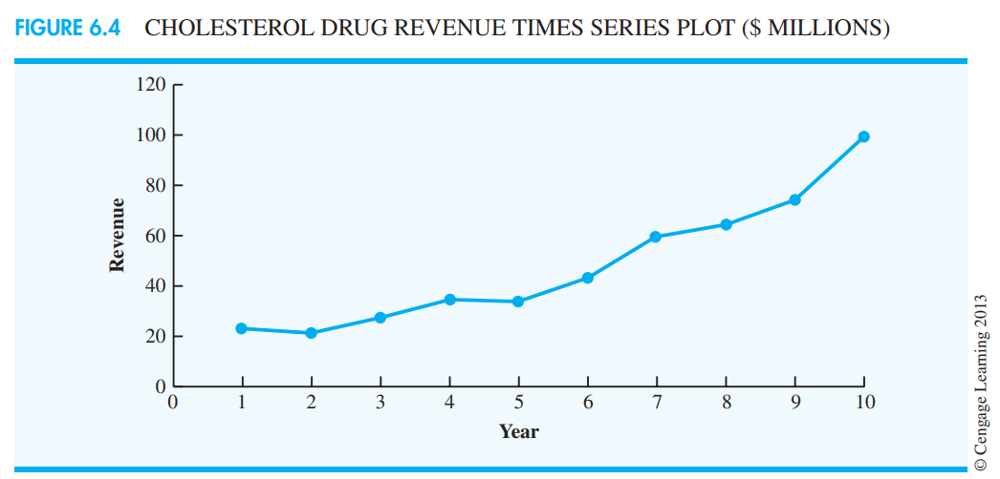 FIGURE 6.4 CHOLESTEROL DRUG REVENUE TIMES SERIES PLOT ($ MILLIONS)
120
100
80
60
40
20
0
Revenue
0 1 2 3 4 5 6 7 8 9 10
Year
© Cengage Learning 2013